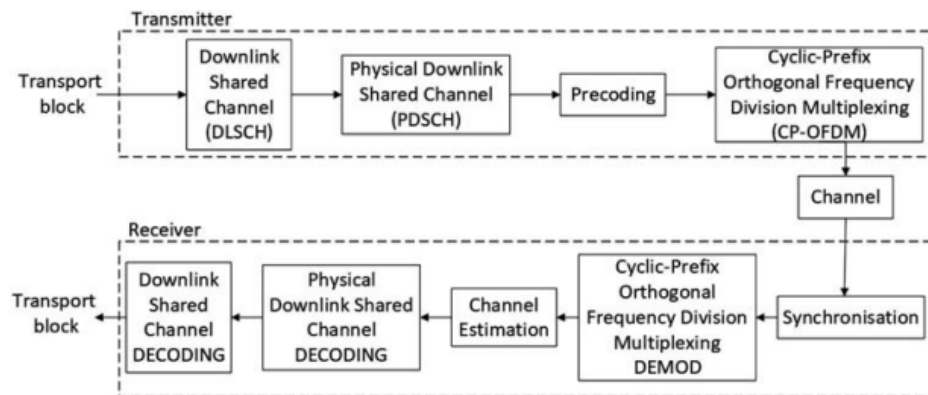 Transmitter
Transport
block
Downlink
Shared
Channel
(DLSCH)
Physical Downlink
Shared Channel
(PDSCH)
Precoding
Cyclic-Prefix
Orthogonal Frequency
Division Multiplexing
(CP-OFDM)
Channel
Receiver
Transport
block
Downlink
Shared
Channel
DECODING
Physical
Downlink Shared
Channel
DECODING
Channel
Estimation
Cyclic-Prefix
Orthogonal
Frequency Division
Multiplexing
DEMOD
Synchronisation